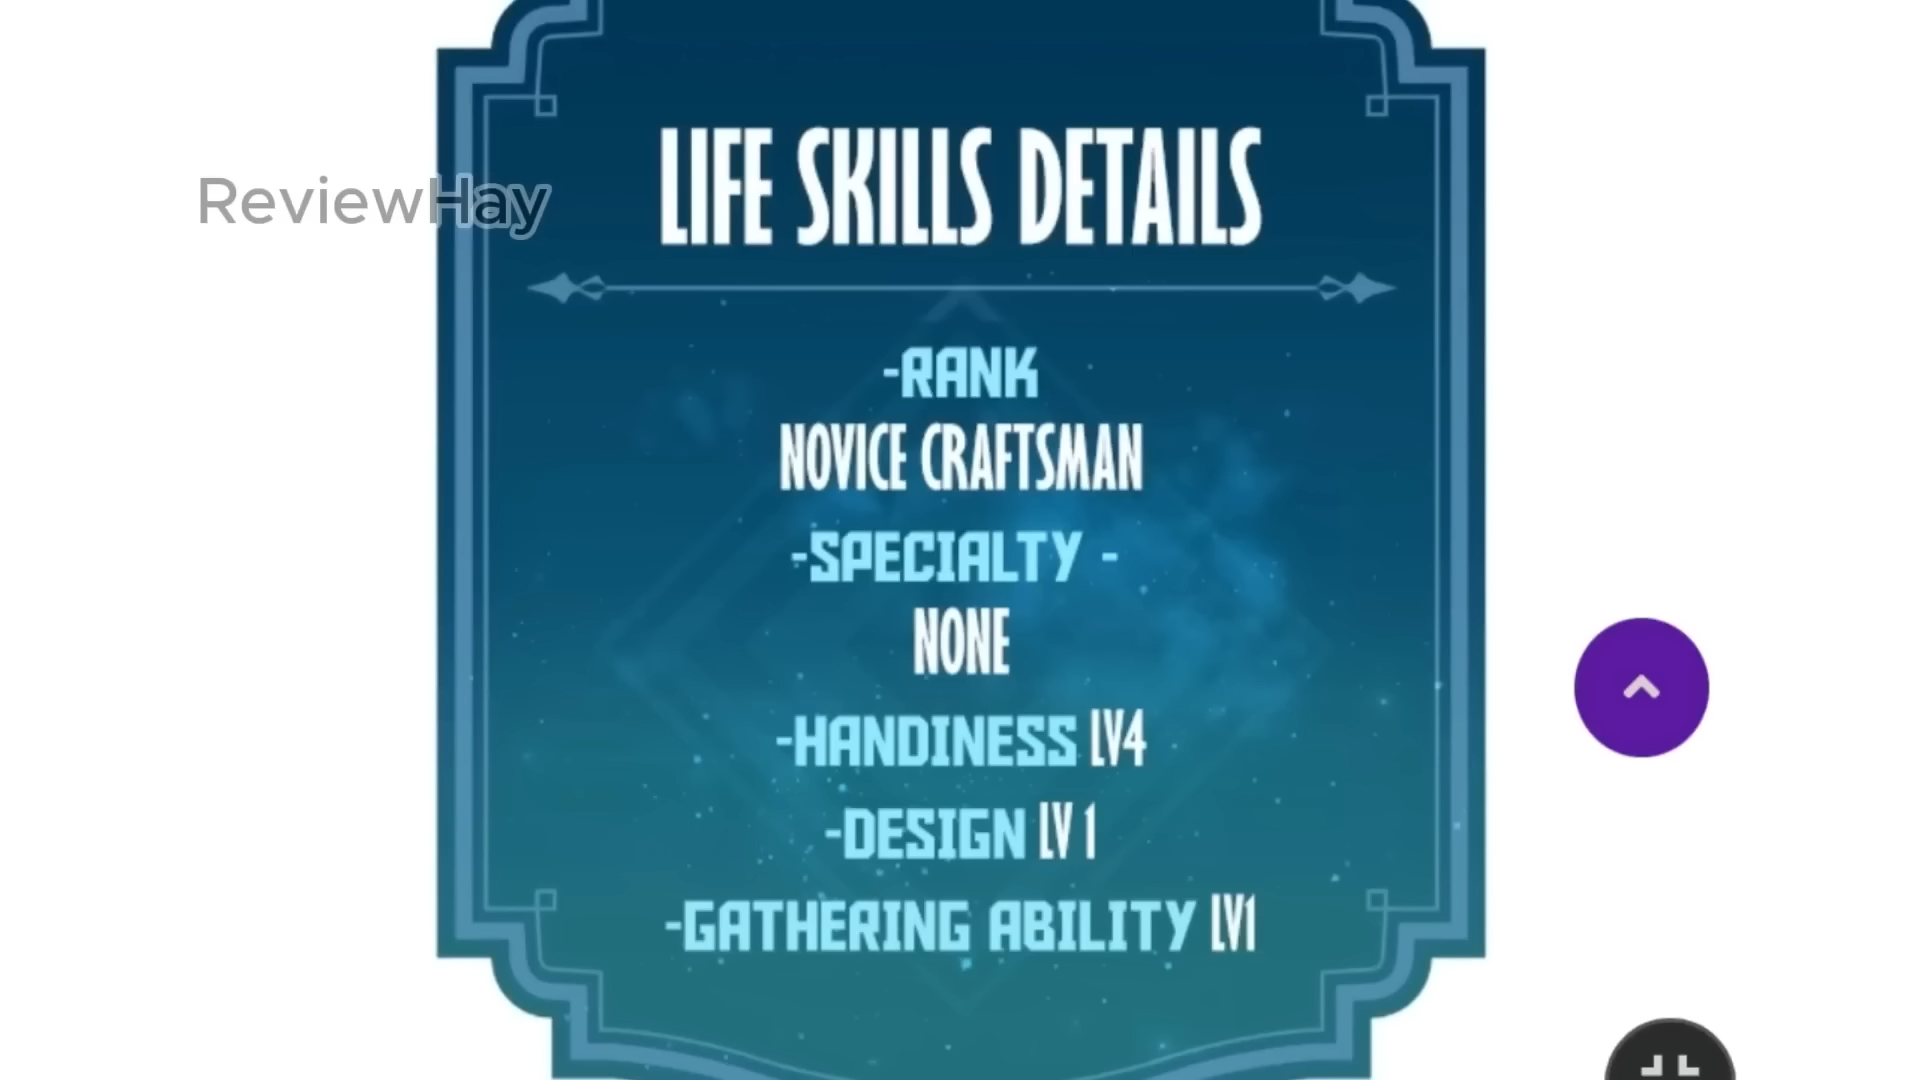 LIFE SKILLS DETAILS
ReviewHay
-RANK
NOVICE CRAFTSMAN
-SPECIALTY -
NONE
-HANDINESS LV4
-DESIGN LV 1
-GATHERING ABILITY LV1